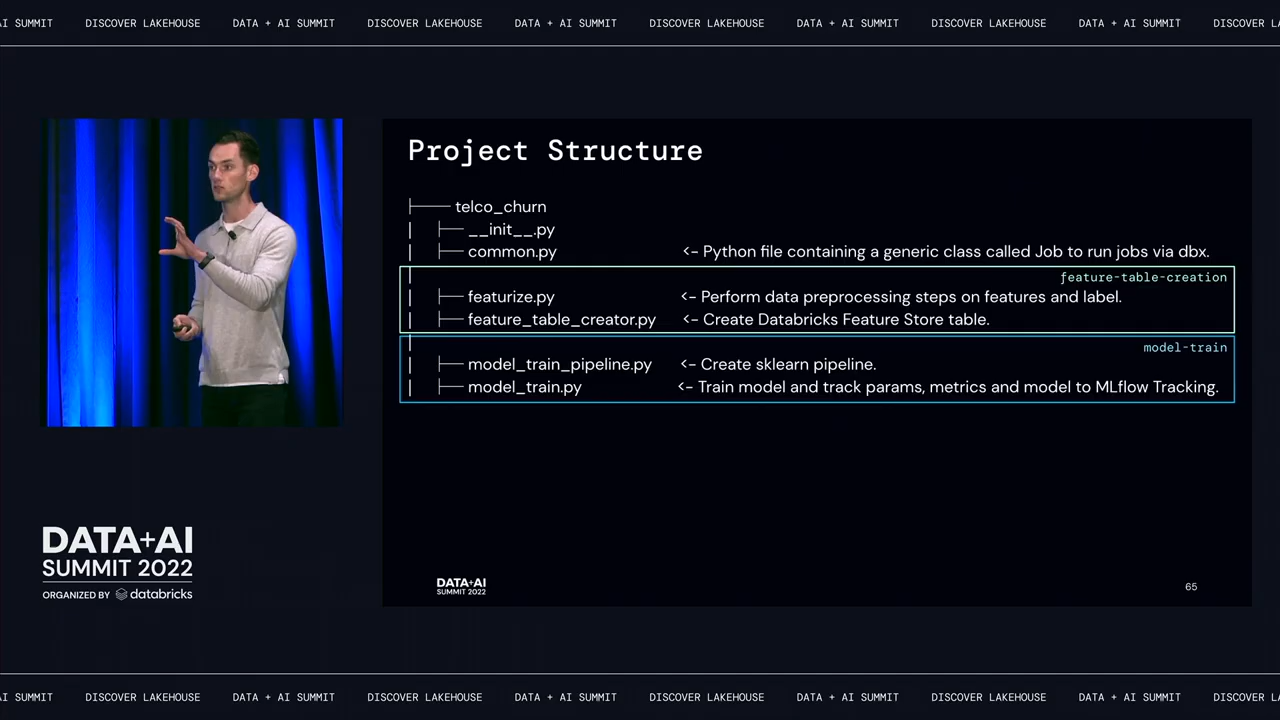 AI SUMMIT DISCOVER LAKEHOUSE DATA + AI SUMMIT DISCOVER LAKEHOUSE DATA + AI SUMMIT DISCOVER LAKEHOUSE DATA + AI SUMMIT DISCOVER LAKEHOUSE DATA + AI SUMMIT DISCOVER
Project Structure
├── telco_churn
│ ├── __init__.py
│ ├── common.py <- Python file containing a generic class called Job to run jobs via dbx.
feature-table-creation
│ ├── featurize.py <- Perform data preprocessing steps on features and label.
│ ├── feature_table_creator.py <- Create Databricks Feature Store table.
model-train
│ ├── model_train_pipeline.py <- Create sklearn pipeline.
│ ├── model_train.py <- Train model and track params, metrics and model to MLflow Tracking.
DATA+AI
SUMMIT 2022
ORGANIZED BY databricks
DATA+AI
SUMMIT 2022
65
AI SUMMIT DISCOVER LAKEHOUSE DATA + AI SUMMIT DISCOVER LAKEHOUSE DATA + AI SUMMIT DISCOVER LAKEHOUSE DATA + AI SUMMIT DISCOVER LAKEHOUSE DATA + AI SUMMIT DISCOVER